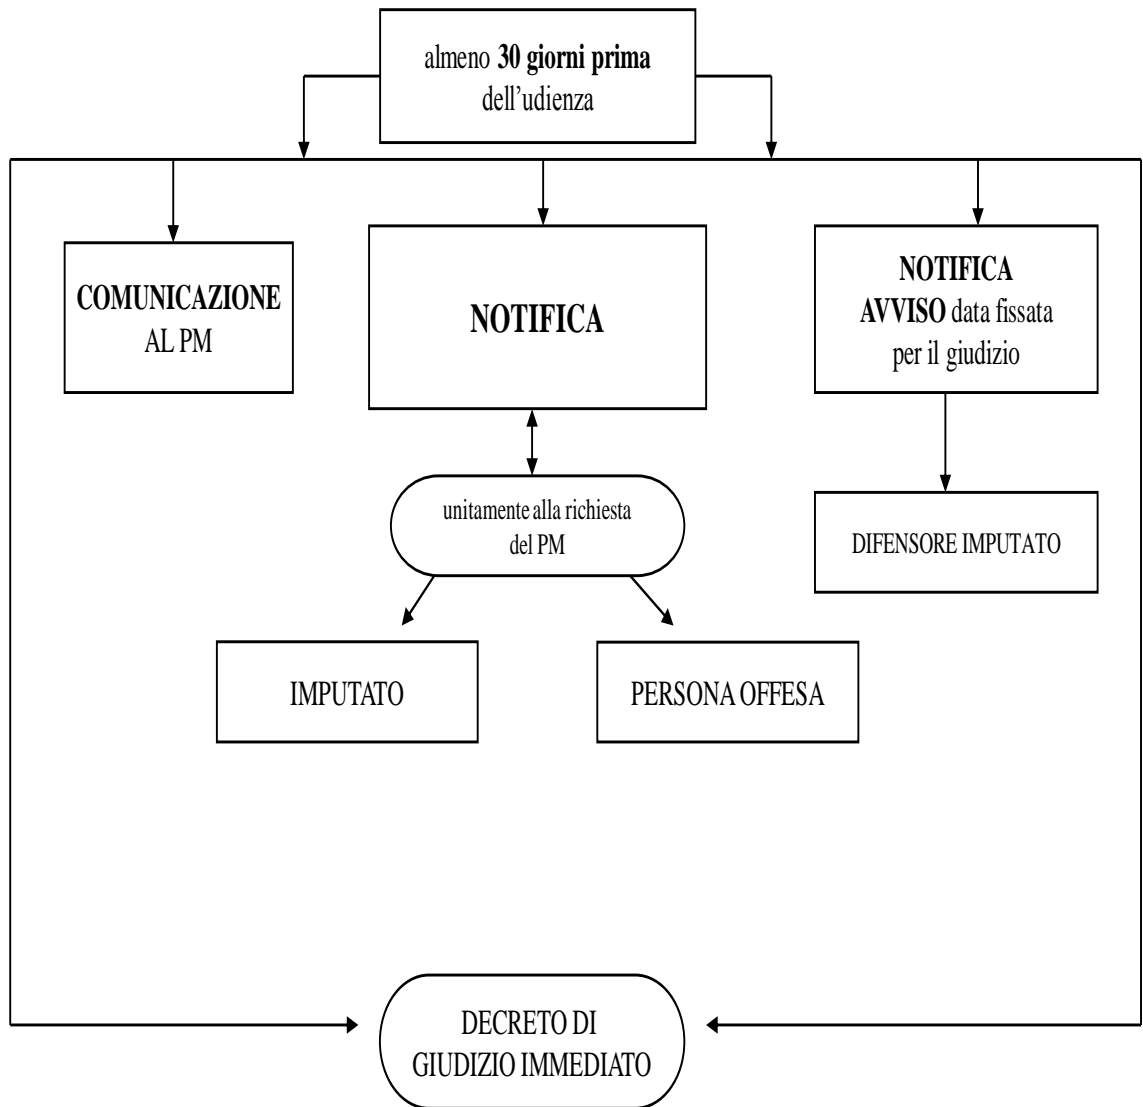 almeno 30 giorni prima
dell'udienza
COMUNICAZIONE
AL PM
NOTIFICA
NOTIFICA
AVVISO data fissata
per il giudizio
unitamente alla richiesta
del PM
DIFENSORE IMPUTATO
IMPUTATO
PERSONA OFFESA
DECRETO DI
GIUDIZIO IMMEDIATO